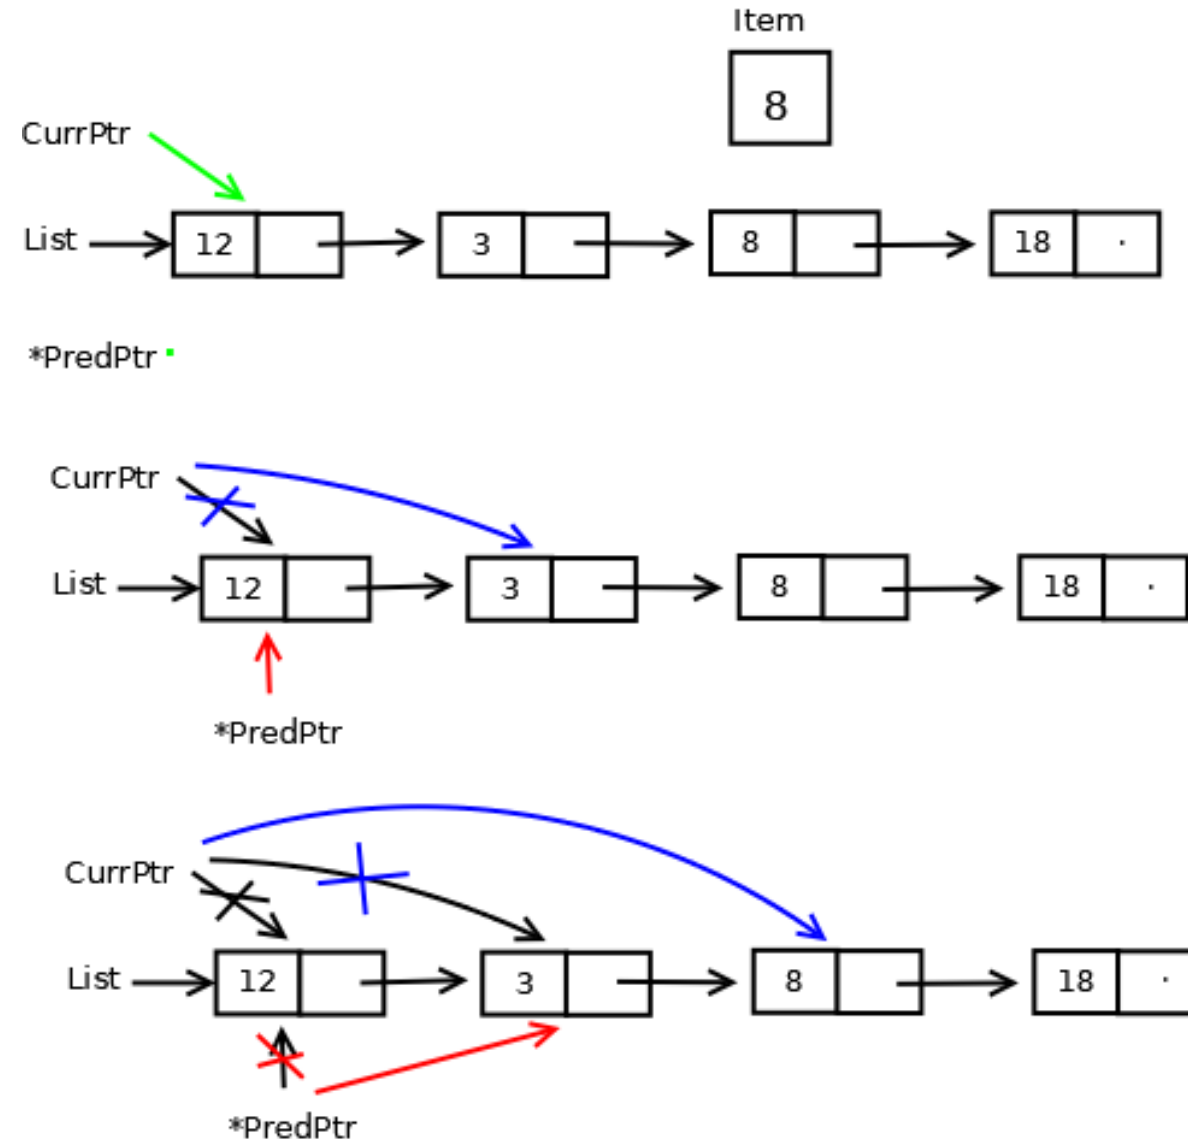 Item
8
CurrPtr
List 12 3 8 18 .
*PredPtr .
CurrPtr
List 12 3 8 18 .
*PredPtr
CurrPtr
List 12 3 8 18 .
*PredPtr